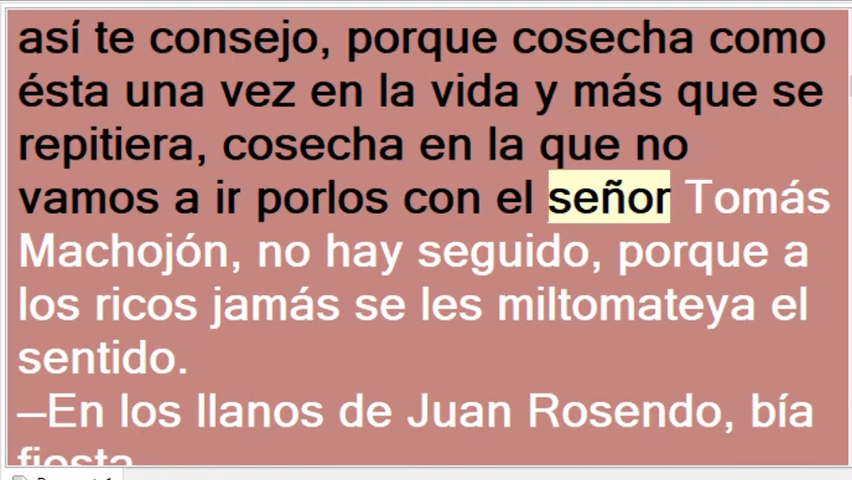 así te consejo, porque cosecha como
ésta una vez en la vida y más que se
repitiera, cosecha en la que no
vamos a ir porlos con el señor Tomás
Machojón, no hay seguido, porque a
los ricos jamás se les miltomateya el
sentido.
—En los llanos de Juan Rosendo, bía
fiesta